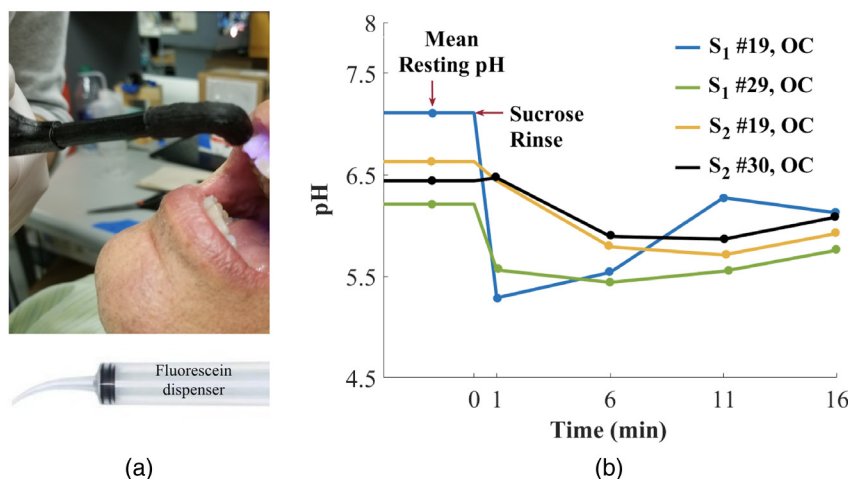 Fluorescein
dispenser
(a)
8
7.5
6.5
5.5
4.5
pH
Mean
Resting pH
Sucrose
Rinse
S₁ #19, OC
S₁ #29, OC
S₂ #19, OC
S₂ #30, OC
0 1 6 11 16
Time (min)
(b)